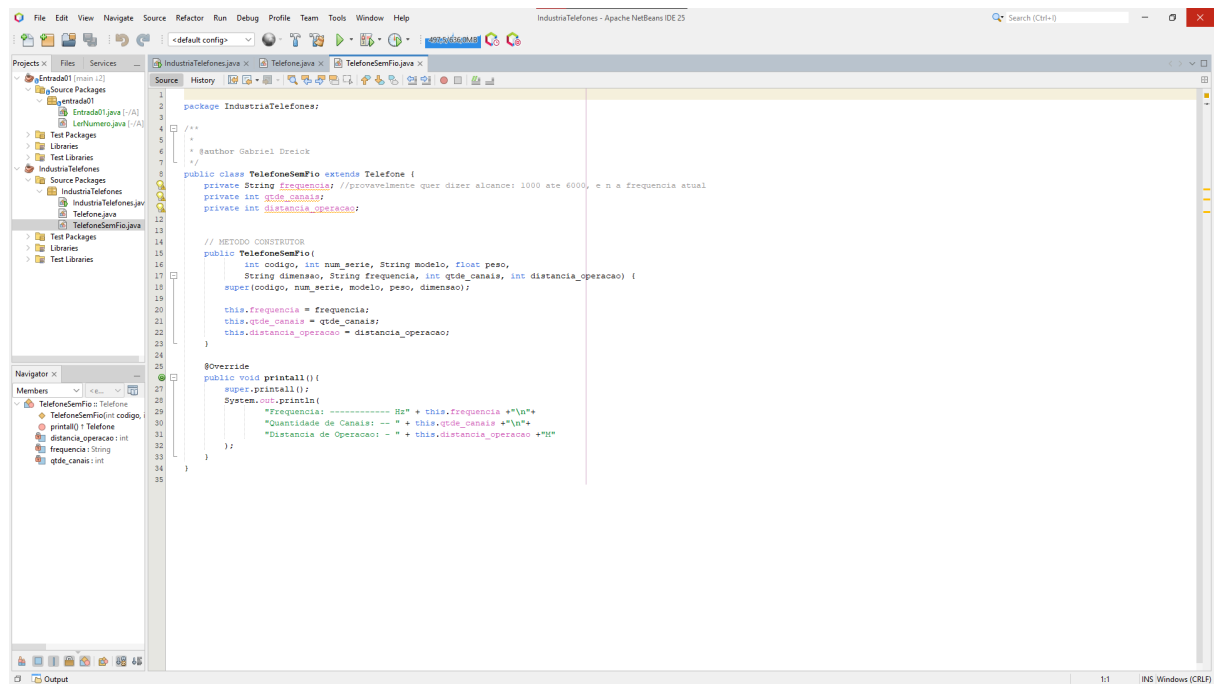 File Edit View Navigate Source Refactor Run Debug Profile Team Tools Window Help
IndustriaTelefones - Apache NetBeans IDE 25
Search (Ctrl+I)
<default config>
Projects Files Services
IndustriaTelefones.java Telefone.java TelefoneSemFio.java
Source History
Entrada01 [main ↓2]
Source Packages
entrada01
Entrada01.java [-/A]
LerNumero.java [-/A]
Test Packages
Libraries
Test Libraries
IndustriaTelefones
Source Packages
IndustriaTelefones
IndustriaTelefones.jav
Telefone.java
TelefoneSemFio.java
Test Packages
Libraries
Test Libraries
Navigator
Members
<e...
TelefoneSemFio :: Telefone
TelefoneSemFio(int codigo, i
printall() ↑ Telefone
distancia_operacao : int
frequencia : String
qtde_canais : int
1
2 package IndustriaTelefones;
3
4 /**
5 *
6 * @author Gabriel Dreick
7 */
8 public class TelefoneSemFio extends Telefone {
private String frequencia; //provavelmente quer dizer alcance: 1000 ate 6000, e n a frequencia atual
private int qtde_canais;
private int distancia_operacao;
12
13
14 // METODO CONSTRUTOR
15 public TelefoneSemFio(
16 int codigo, int num_serie, String modelo, float peso,
17 String dimensao, String frequencia, int qtde_canais, int distancia_operacao) {
18 super(codigo, num_serie, modelo, peso, dimensao);
19
20 this.frequencia = frequencia;
21 this.qtde_canais = qtde_canais;
22 this.distancia_operacao = distancia_operacao;
23 }
24
25 @Override
public void printall(){
27 super.printall();
28 System.out.println(
29 "Frequencia: ------------ Hz" + this.frequencia +"\n"+
30 "Quantidade de Canais: -- " + this.qtde_canais +"\n"+
31 "Distancia de Operacao: - " + this.distancia_operacao +"M"
32 );
33 }
34 }
35
Output
1:1
INS Windows (CRLF)